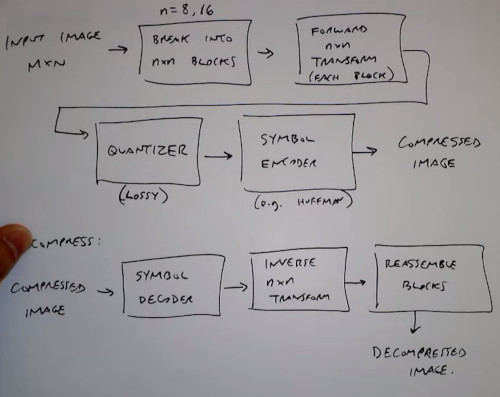 n=8,16
INPUT IMAGE
M×N
BREAK INTO
n×n BLOCKS
FORWARD
n×n
TRANSFORM
(EACH BLOCK)
QUANTIZER
(LOSSY)
SYMBOL
ENCODER
(e.g. HUFFMAN)
COMPRESSED
IMAGE
COMPRESS:
COMPRESSED
IMAGE
SYMBOL
DECODER
INVERSE
n×n
TRANSFORM
REASSEMBLE
BLOCKS
DECOMPRESSED
IMAGE.